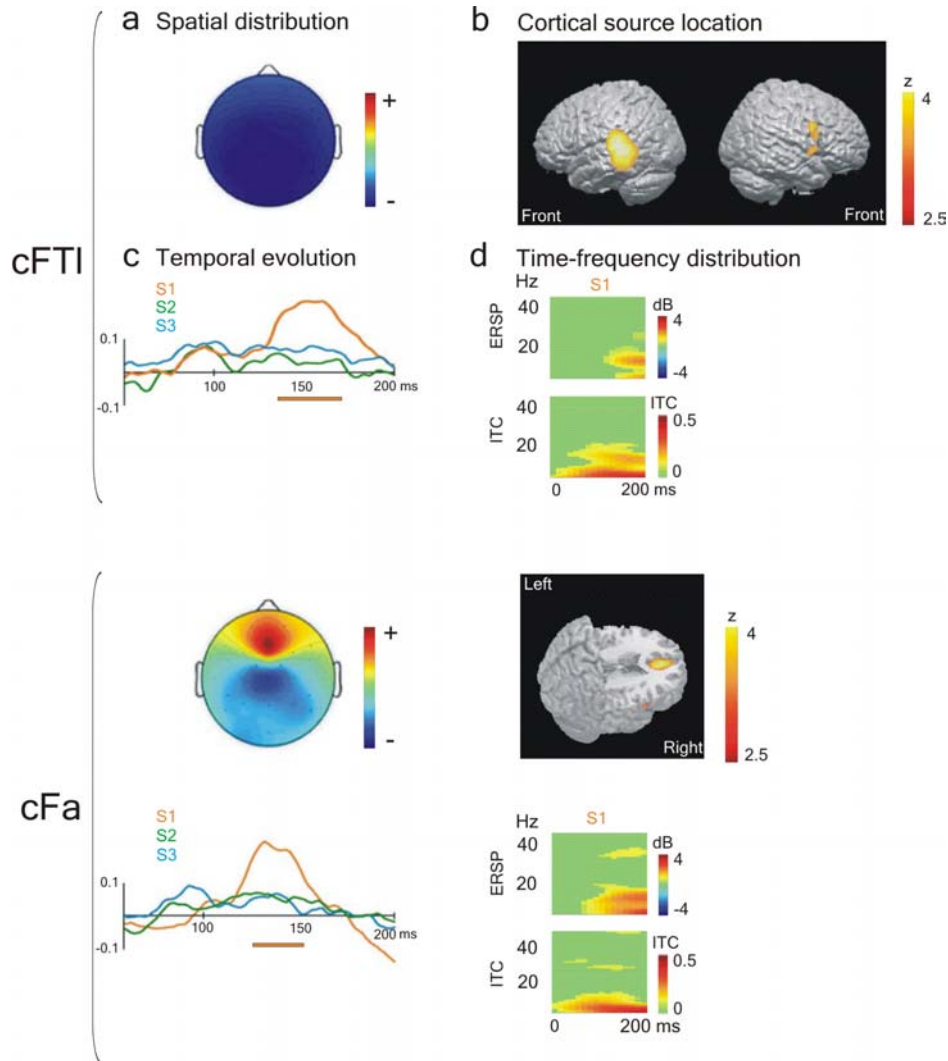 a Spatial distribution
b Cortical source location
+
-
z
4
2.5
Front
Front
cFTl
c Temporal evolution
S1
S2
S3
0.1
-0.1
100
150
200 ms
d Time-frequency distribution
Hz
S1
40
20
ERSP
dB
4
-4
40
20
ITC
ITC
0.5
0
0
200 ms
+
-
Left
Right
z
4
2.5
cFa
S1
S2
S3
0.1
-0.1
100
150
200 ms
Hz
S1
40
20
ERSP
dB
4
-4
40
20
ITC
ITC
0.5
0
0
200 ms